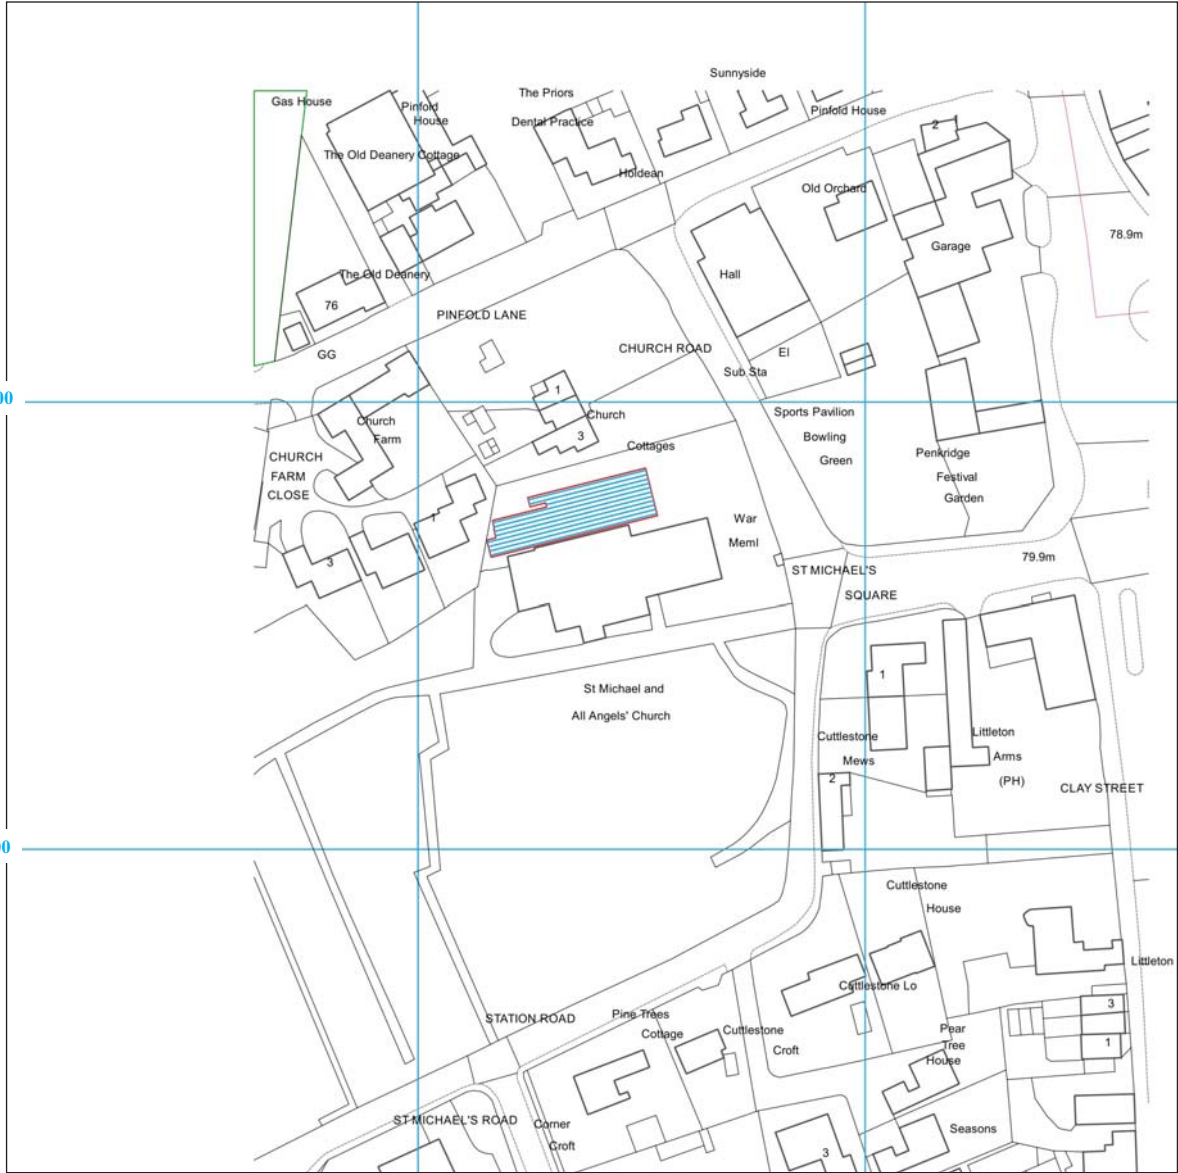 Sunnyside
The Priors
Gas House
Pinfold
House
Pinfold House
Dental Practice
2
The Old Deanery Cottage
Holdean
Old Orchard
78.9m
Garage
The Old Deanery
Hall
76
PINFOLD LANE
CHURCH ROAD
El
GG
Sub Sta
1
00
Church
Sports Pavilion
Church
Farm
3
Bowling
Cottages
Green
CHURCH
FARM
CLOSE
Penkridge
Festival
Garden
War
Meml
1
3
79.9m
ST MICHAEL'S
SQUARE
1
St Michael and
All Angels' Church
Cuttlestone
Mews
Littleton
Arms
(PH)
2
CLAY STREET
00
Cuttlestone
House
Littleton
Cuttlestone Lo
3
STATION ROAD
Pine Trees
Cottage
Cuttlestone
Croft
Pear
Tree
House
1
ST MICHAEL'S ROAD
Corner
Croft
Seasons
3